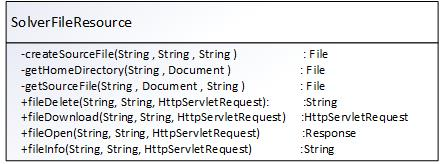 SolverFileResource
-createSourceFile(String , String , String ) : File
-getHomeDirectory(String , Document ) : File
-getSourceFile(String , Document , String ) : File
+fileDelete(String, String, HttpServletRequest): :String
+fileDownload(String, String, HttpServletRequest) :HttpServletRequest
+fileOpen(String, String, HttpServletRequest) :Response
+fileInfo(String, String, HttpServletRequest) :String